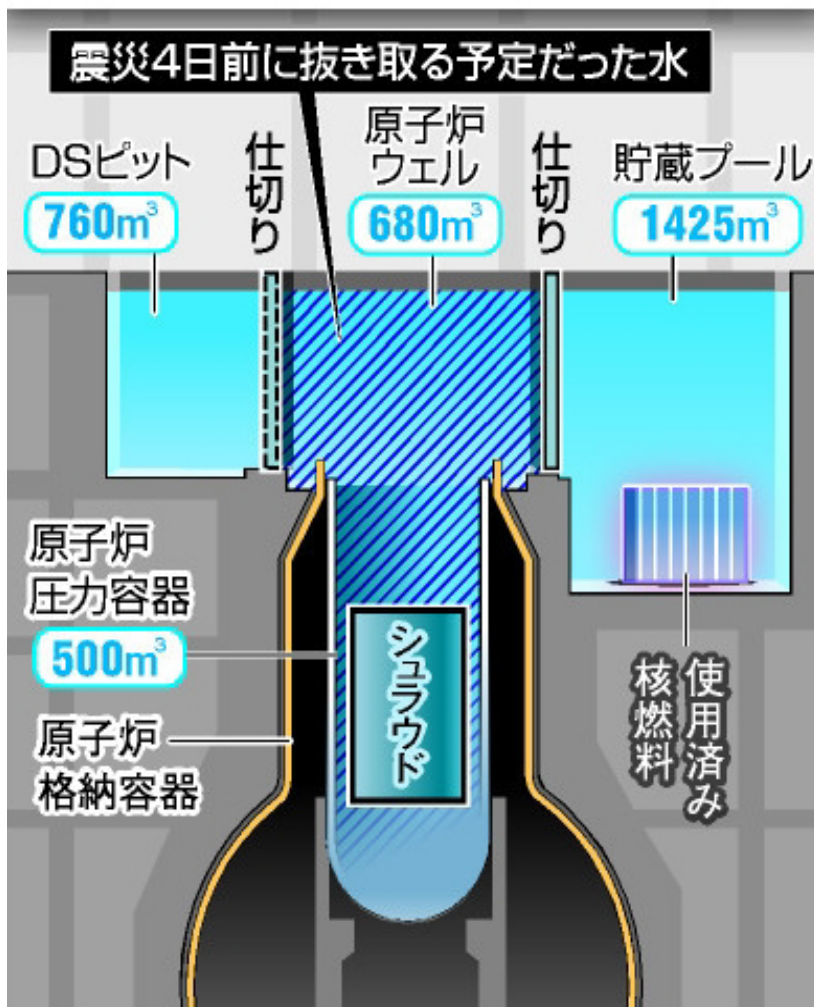 震災4日前に抜き取る予定だった水
DSピット
760m³
仕切り
原子炉
ウェル
680m³
仕切り
貯蔵プール
1425m³
原子炉
圧力容器
500m³
原子炉
格納容器
シュラウド
使用済み
核燃料